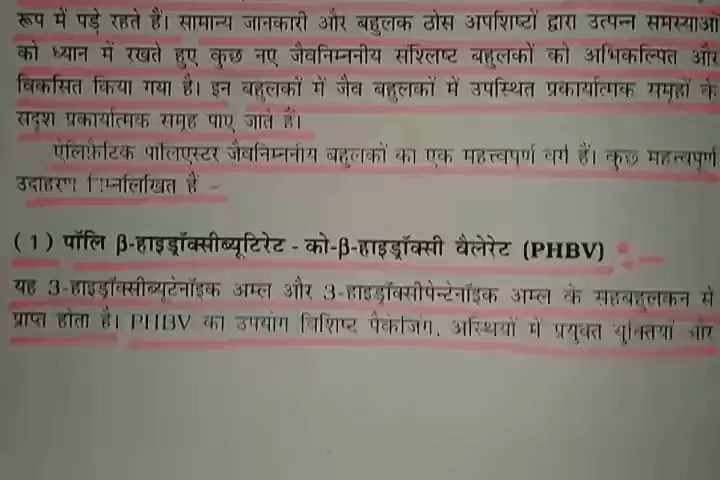 रूप में पड़े रहते हैं। सामान्य जानकारी और बहुलक ठोस अपशिष्टों द्वारा उत्पन्न समस्याओं
को ध्यान में रखते हुए कुछ नए जैवनिम्ननीय संश्लिष्ट बहुलकों को अभिकल्पित और
विकसित किया गया है। इन बहुलकों में जैव बहुलकों में उपस्थित प्रकार्यात्मक समूहों के
सदृश प्रकार्यात्मक समूह पाए जाते हैं।
ऐलिफ़ैटिक पॉलिएस्टर जैवनिम्ननीय बहुलकों का एक महत्त्वपूर्ण वर्ग हैं। कुछ महत्त्वपूर्ण
उदाहरण निम्नलिखित हैं -
( 1 ) पॉलि β-हाइड्रॉक्सीब्यूटिरेट - को-β-हाइड्रॉक्सी वैलेरेट (PHBV)
यह 3-हाइड्रॉक्सीब्यूटेनॉइक अम्ल और 3-हाइड्रॉक्सीपेन्टेनॉइक अम्ल के सहबहुलकन से
प्राप्त होता है। PHBV का उपयोग विशिष्ट पैकेजिंग, अस्थियों में प्रयुक्त युक्तियों और